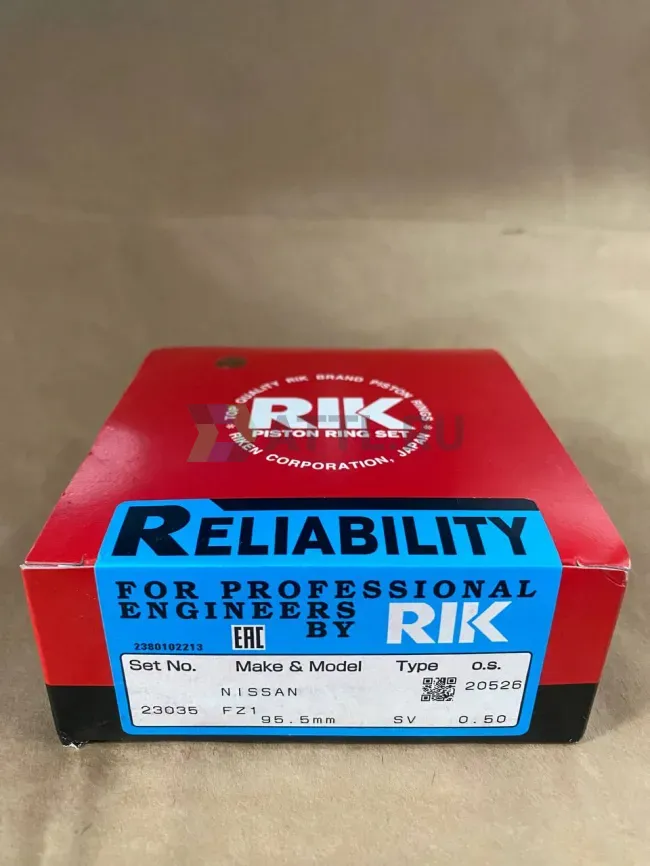 TOP QUALITY RIK BRAND PISTON RINGS
RIK
PISTON RING SET
* RIKEN CORPORATION, JAPAN *
RELIABILITY
FOR PROFESSIONAL
ENGINEERS
BY RIK
2380102213
EAC
Set No. Make & Model Type o.s.
NISSAN 20526
23035 FZ1
95.5mm SV 0.50